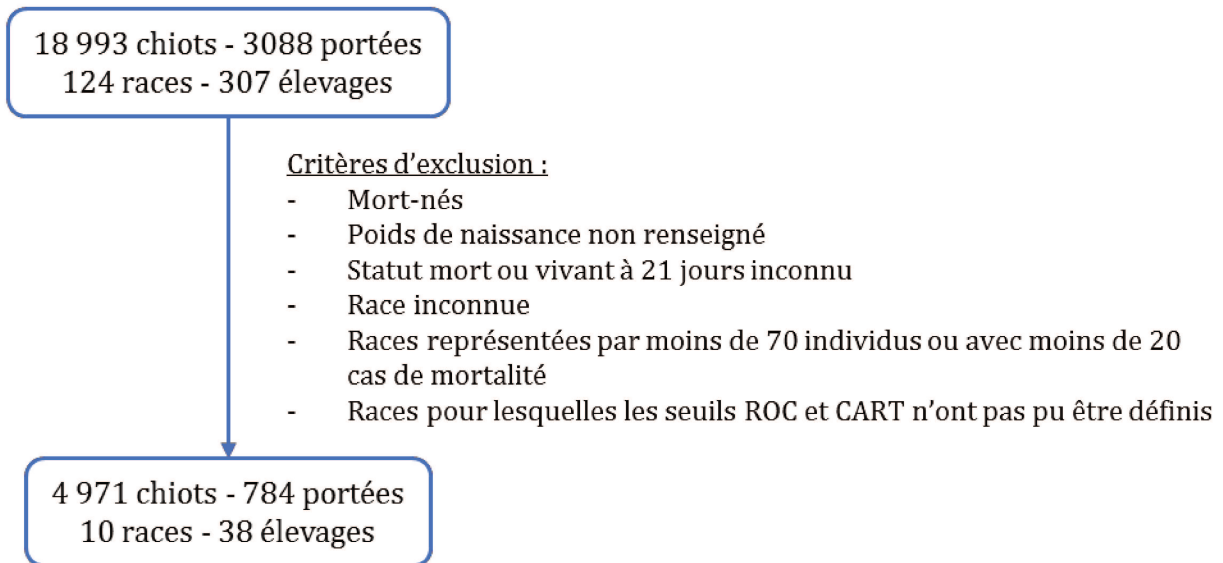 18 993 chiots - 3088 portées
124 races - 307 élevages
Critères d'exclusion :
- Mort-nés
- Poids de naissance non renseigné
- Statut mort ou vivant à 21 jours inconnu
- Race inconnue
- Races représentées par moins de 70 individus ou avec moins de 20
cas de mortalité
- Races pour lesquelles les seuils ROC et CART n'ont pas pu être définis
4 971 chiots - 784 portées
10 races - 38 élevages